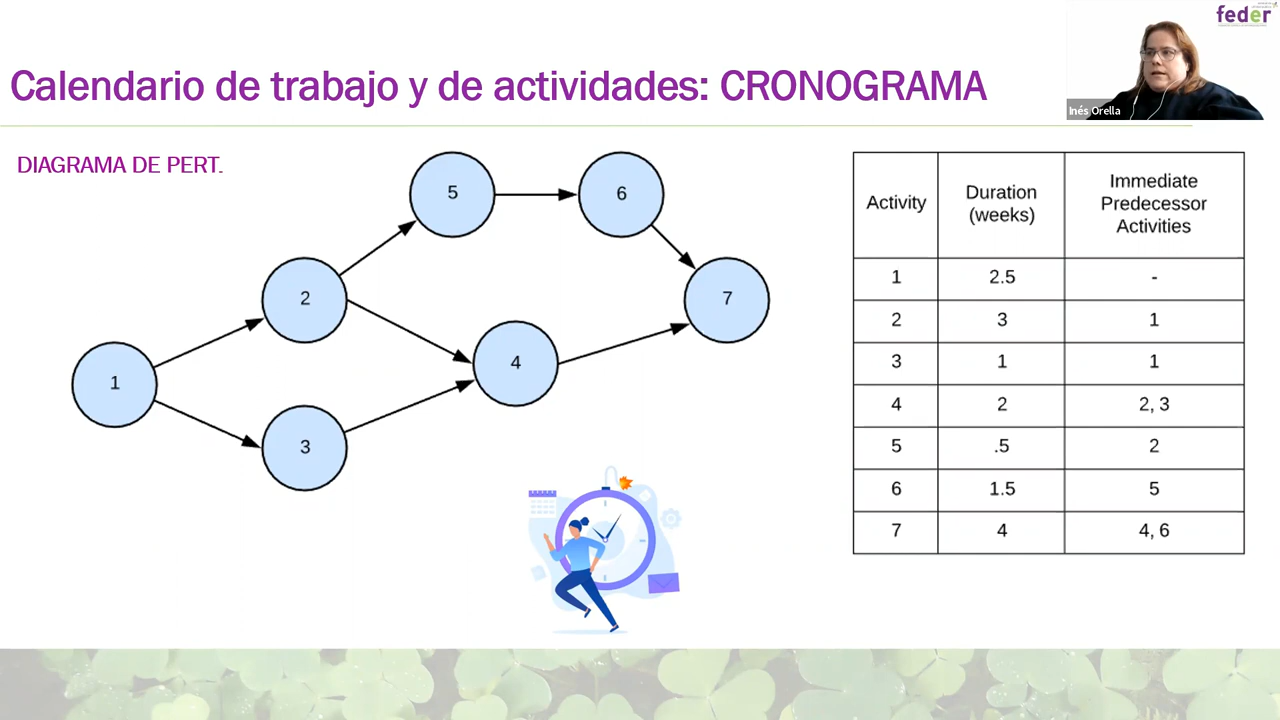 feder
Calendario de trabajo y de actividades: CRONOGRAMA
Inés Orella
DIAGRAMA DE PERT.
5
6
2
7
4
1
3
Activity
Duration
(weeks)
Immediate
Predecessor
Activities
1 2.5 -
2 3 1
3 1 1
4 2 2, 3
5 .5 2
6 1.5 5
7 4 4, 6